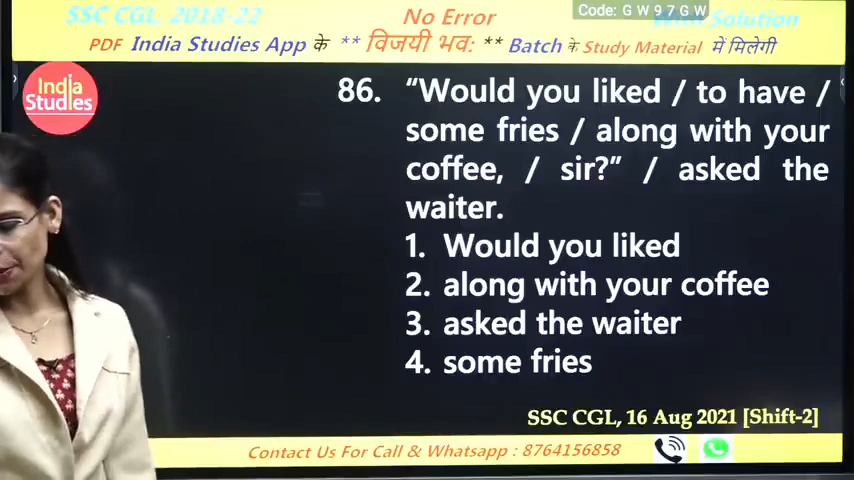 SSC CGL 2018-22
No Error
Code: G W 9 7 G W
With Solution
PDF India Studies App के ** विजयी भव: ** Batch के Study Material में मिलेगी
India
Studies
86. “Would you liked / to have /
some fries / along with your
coffee, / sir?” / asked the
waiter.
1. Would you liked
2. along with your coffee
3. asked the waiter
4. some fries
SSC CGL, 16 Aug 2021 [Shift-2]
Contact Us For Call & Whatsapp : 8764156858